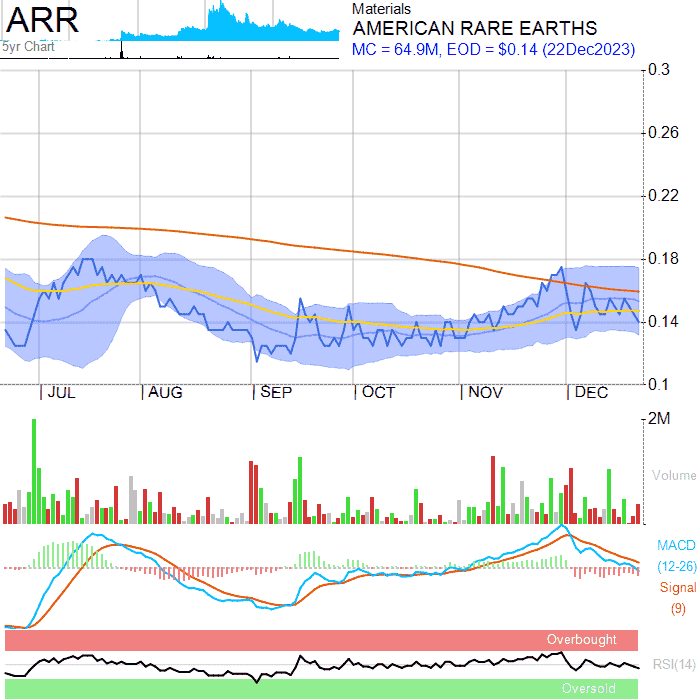 ARR
5yr Chart
Materials
AMERICAN RARE EARTHS
MC = 64.9M, EOD = $0.14 (22Dec2023)
0.3
0.26
0.22
0.18
0.14
0.1
JUL AUG SEP OCT NOV DEC
2M
Volume
MACD
(12-26)
Signal
(9)
Overbought
RSI(14)
Oversold